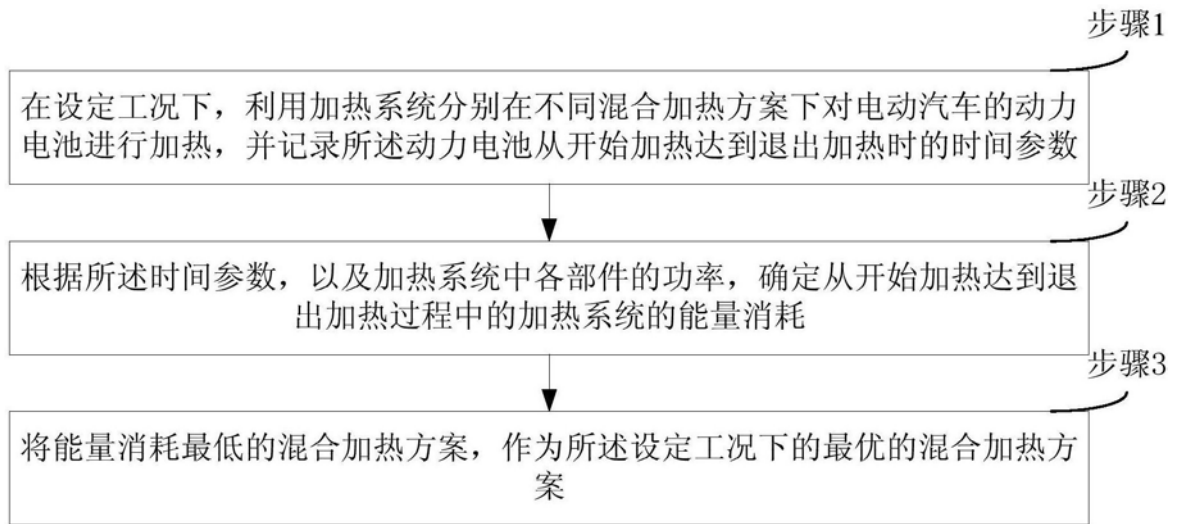 步骤1
在设定工况下，利用加热系统分别在不同混合加热方案下对电动汽车的动力
电池进行加热，并记录所述动力电池从开始加热达到退出加热时的时间参数
步骤2
根据所述时间参数，以及加热系统中各部件的功率，确定从开始加热达到退
出加热过程中的加热系统的能量消耗
步骤3
将能量消耗最低的混合加热方案，作为所述设定工况下的最优的混合加热方
案